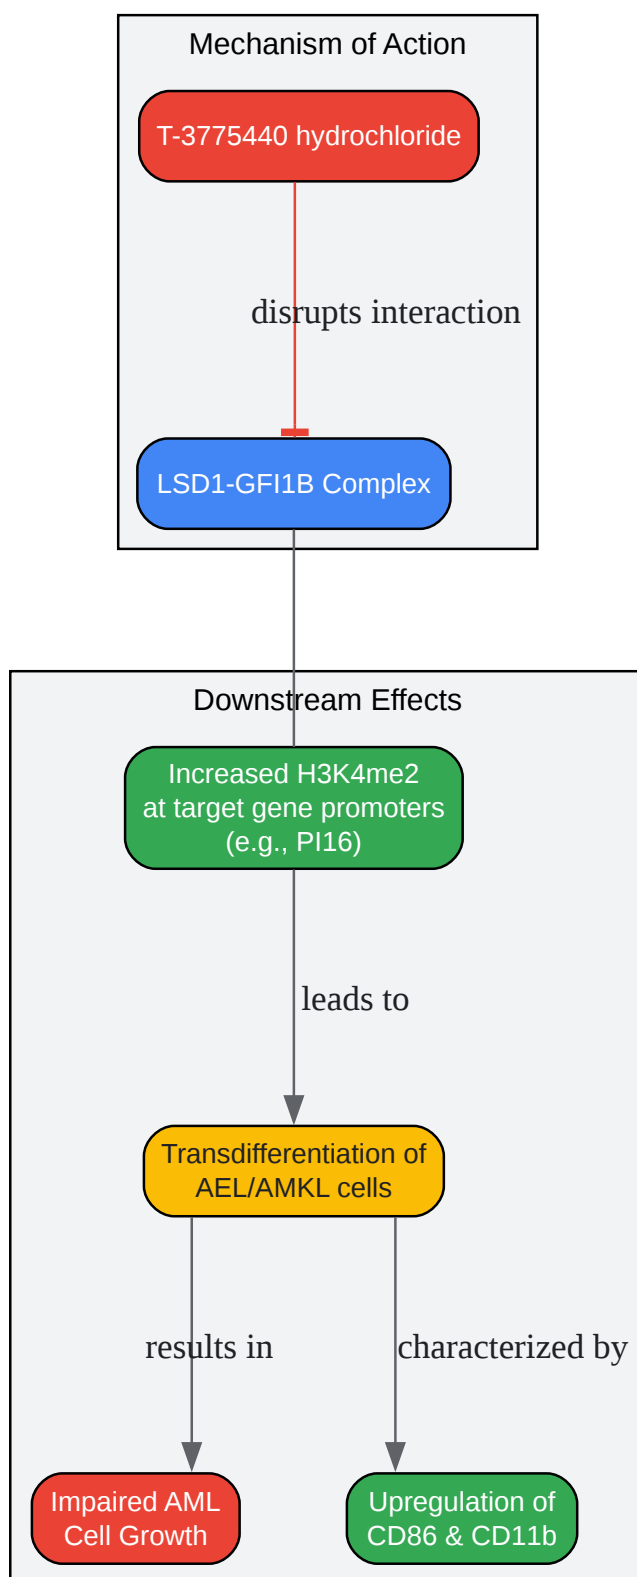 Mechanism of Action
T-3775440 hydrochloride
disrupts interaction
LSD1-GFI1B Complex
Downstream Effects
Increased H3K4me2
at target gene promoters
(e.g., PI16)
leads to
Transdifferentiation of
AEL/AMKL cells
results in
characterized by
Impaired AML
Cell Growth
Upregulation of
CD86 & CD11b